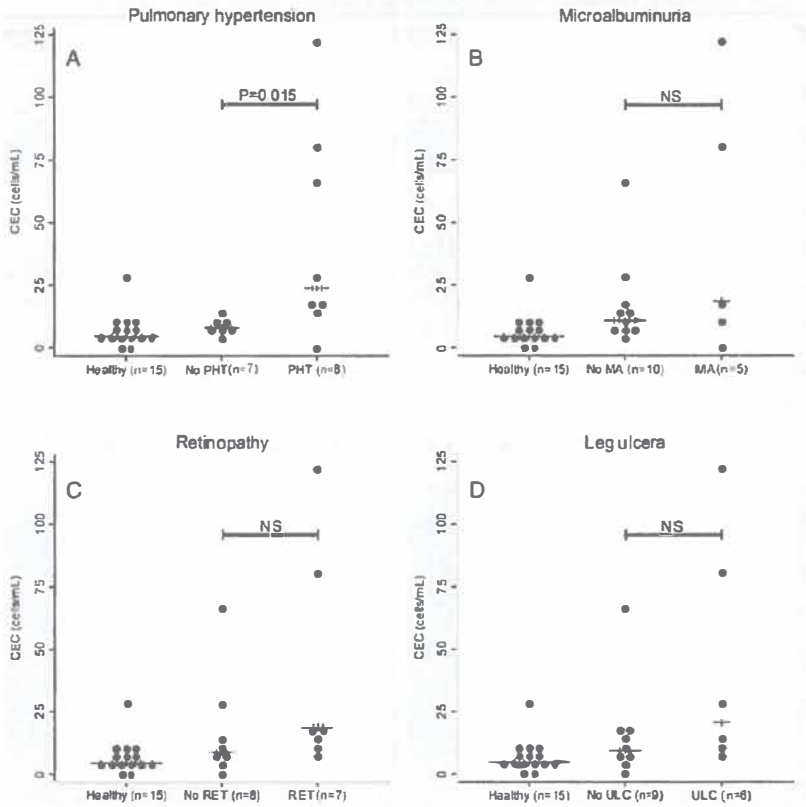 Pulmonary hypertension
A
P=0 015
CEC (cells/mL)
125
100
75
50
25
0
Healthy (n=15)
No PHT(n=7)
PHT (n=8)
Microalbuminuria
B
NS
CEC (cells/mL)
125
100
75
50
25
0
Healthy (n=15)
No MA (n=10)
MA(n=5)
Retinopathy
C
NS
CEC (cells/mL)
125
100
75
50
25
0
Healthy (n=15)
No RET (n=8)
RET(n=7)
Leg ulcera
D
NS
CEC (cells/mL)
125
100
75
50
25
0
Healthy (n=15)
No ULC (n=9)
ULC (n=6)